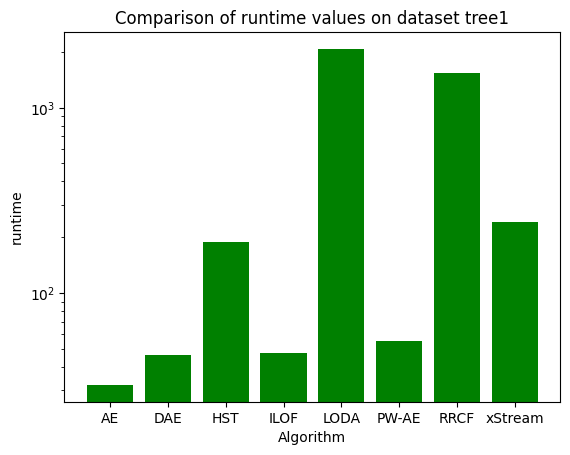 Comparison of runtime values on dataset tree1
runtime
10³
10²
AE DAE HST ILOF LODA PW-AE RRCF xStream
Algorithm